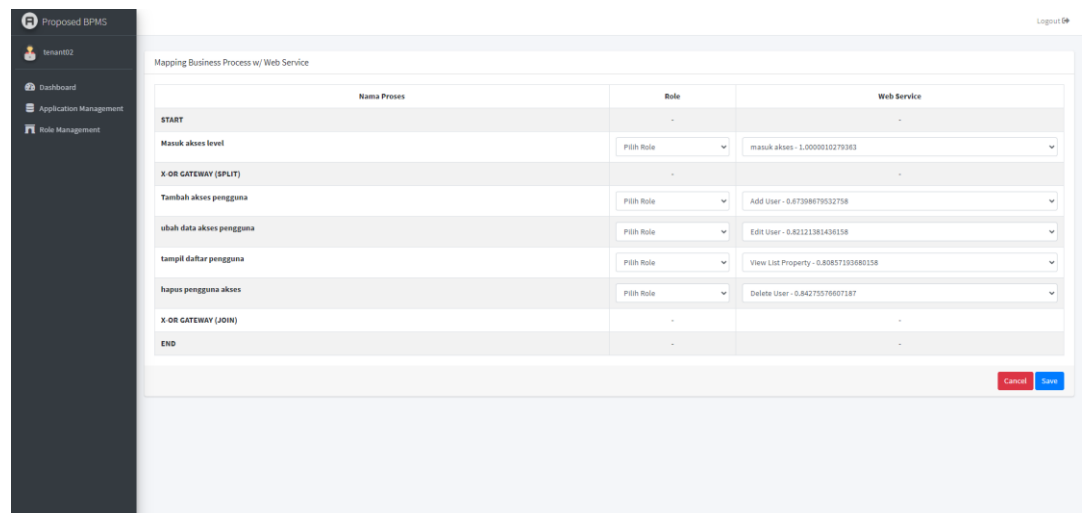 Proposed BPMS
Logout
tenant02
Dashboard
Application Management
Role Management
Mapping Business Process w/ Web Service
Nama Proses Role Web Service
START - -
Masuk akses level Pilih Role masuk akses - 1.0000010279363
X-OR GATEWAY (SPLIT) - -
Tambah akses pengguna Pilih Role Add User - 0.67398679532758
ubah data akses pengguna Pilih Role Edit User - 0.82121381436158
tampil daftar pengguna Pilih Role View List Property - 0.80857193680158
hapus pengguna akses Pilih Role Delete User - 0.84275576607187
X-OR GATEWAY (JOIN) - -
END - -
Cancel Save